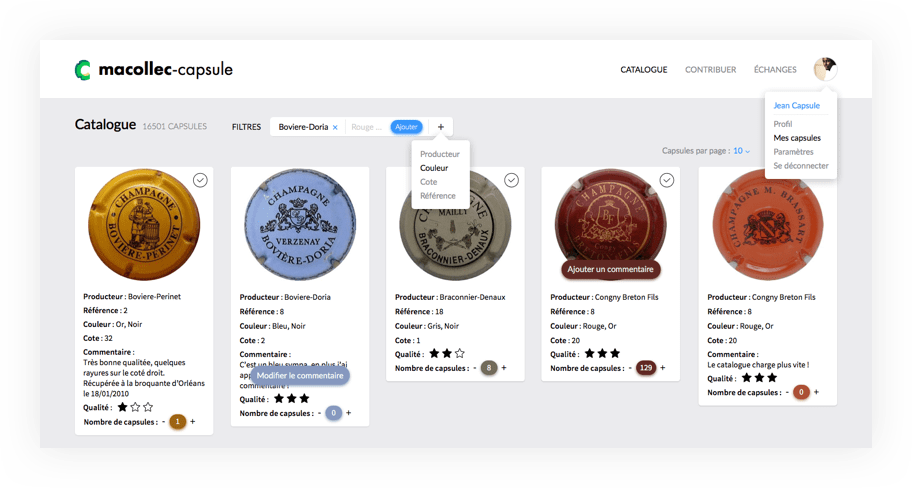 macollec-capsule
CATALOGUE CONTRIBUER ÉCHANGES
Jean Capsule
Profil
Mes capsules
Paramètres
Se déconnecter
Catalogue 16501 CAPSULES
FILTRES Boviere-Doria × Rouge ... Ajouter +
Producteur
Couleur
Cote
Référence
Capsules par page : 10
CHAMPAGNE
BOVIÈRE-PERINET
Producteur : Boviere-Perinet
Référence : 2
Couleur : Or, Noir
Cote : 32
Commentaire :
Très bonne qualitée, quelques
rayures sur le coté droit.
Récupérée à la broquante d'Orléans
le 18/01/2010
Qualité :
Nombre de capsules : - 1 +
CHAMPAGNE
VERZENAY
BOVIÈRE-DORIA
Producteur : Boviere-Doria
Référence : 8
Couleur : Bleu, Noir
Cote : 2
Commentaire :
C'est un bleu sympa, en plus j'ai
Modifier le commentaire
commentaire !
Qualité :
Nombre de capsules : - 0 +
MAILLY
BRACONNIER-DENAUX
Producteur : Braconnier-Denaux
Référence : 18
Couleur : Gris, Noir
Cote : 1
Qualité :
Nombre de capsules : - 8 +
CHAMPAGNE
BF
Ajouter un commentaire
Producteur : Congny Breton Fils
Référence : 8
Couleur : Rouge, Or
Cote : 20
Qualité :
Nombre de capsules : - 129 +
CHAMPAGNE M. BRASSART
Producteur : Congny Breton Fils
Référence : 8
Couleur : Rouge, Or
Cote : 20
Commentaire :
Le catalogue charge plus vite !
Qualité :
Nombre de capsules : - 0 +